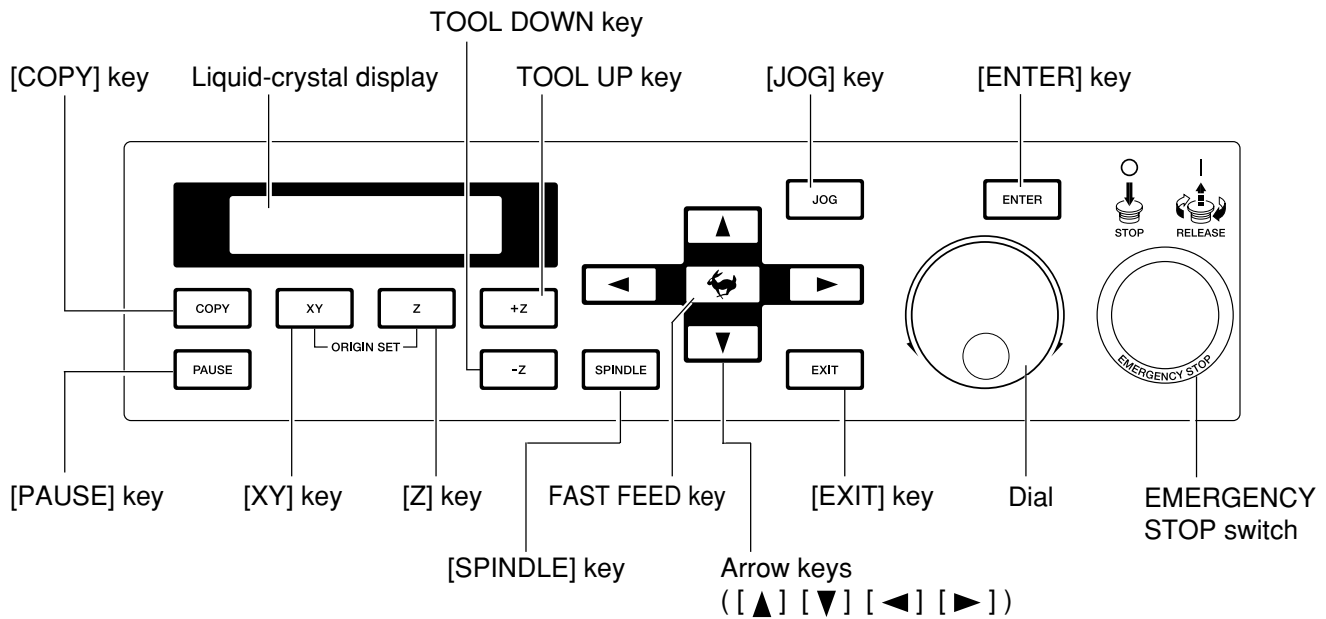 TOOL DOWN key
[COPY] key
Liquid-crystal display
TOOL UP key
[JOG] key
[ENTER] key
JOG
ENTER
STOP
RELEASE
COPY
XY
Z
+Z
ORIGIN SET
PAUSE
-Z
SPINDLE
EXIT
EMERGENCY STOP
[PAUSE] key
[XY] key
[Z] key
FAST FEED key
[EXIT] key
Dial
EMERGENCY
STOP switch
[SPINDLE] key
Arrow keys
([▲] [▼] [◄] [►])